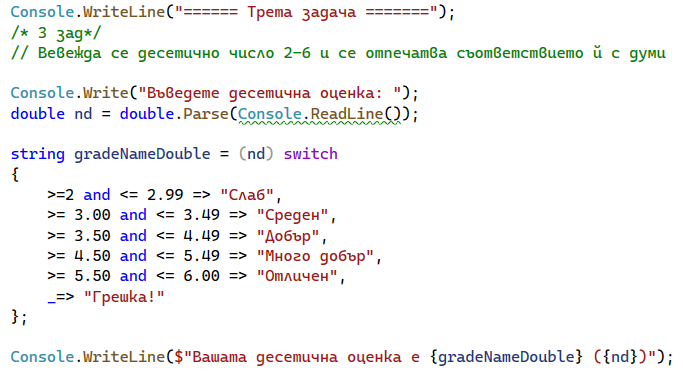 Console.WriteLine("====== Трета задача =======");
/* 3 зад*/
// Вевежда се десетично число 2-6 и се отпечатва съответствието й с думи
Console.Write("Въведете десетична оценка: ");
double nd = double.Parse(Console.ReadLine());
string gradeNameDouble = (nd) switch
{
>=2 and <= 2.99 => "Слаб",
>= 3.00 and <= 3.49 => "Среден",
>= 3.50 and <= 4.49 => "Добър",
>= 4.50 and <= 5.49 => "Много добър",
>= 5.50 and <= 6.00 => "Отличен",
_=> "Грешка!"
};
Console.WriteLine($"Вашата десетична оценка е {gradeNameDouble} ({nd})");